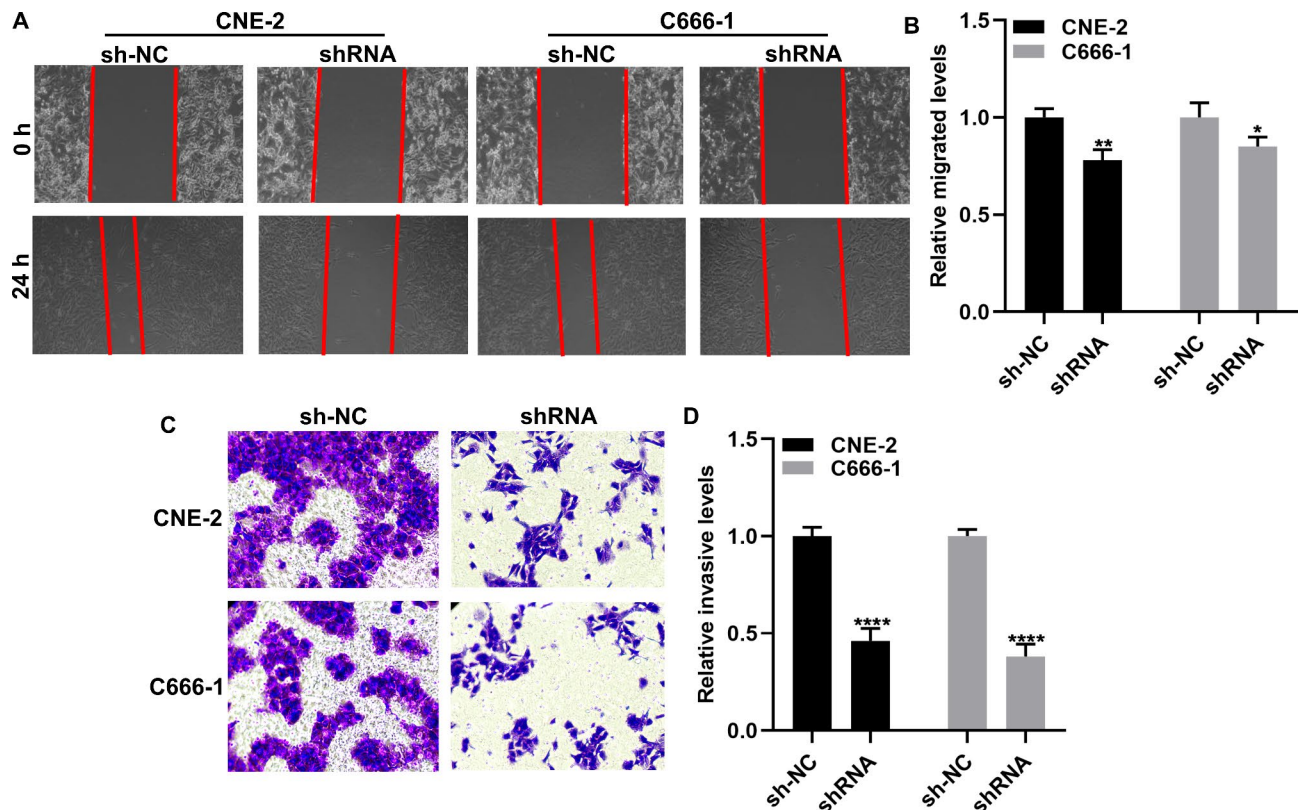 A
CNE-2
C666-1
sh-NC
shRNA
sh-NC
shRNA
0 h
24 h
B
CNE-2
C666-1
Relative migrated levels
1.5
1.0
0.5
0.0
**
*
sh-NC
shRNA
sh-NC
shRNA
C
sh-NC
shRNA
CNE-2
C666-1
D
CNE-2
C666-1
Relative invasive levels
1.5
1.0
0.5
0.0
****
****
sh-NC
shRNA
sh-NC
shRNA